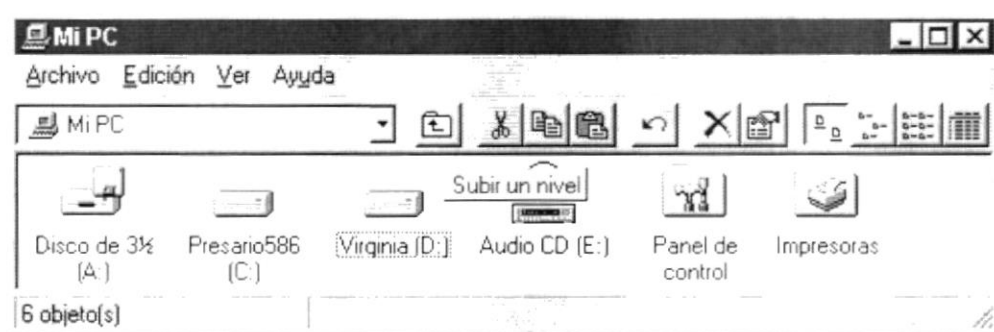 Mi PC
Archivo Edición Ver Ayuda
Mi PC
Subir un nivel
Disco de 3½ (A:)
Presario586 (C:)
Virginia (D:)
Audio CD (E:)
Panel de control
Impresoras
6 objeto(s)